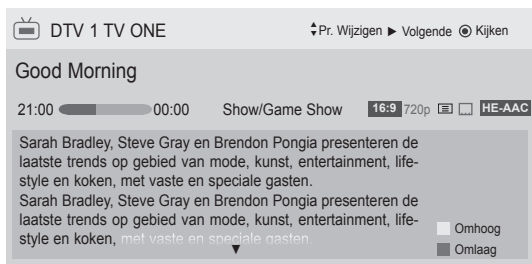 DTV 1 TV ONE
Pr. Wijzigen Volgende Kijken
Good Morning
21:00 00:00 Show/Game Show 16:9 720p HE-AAC
Sarah Bradley, Steve Gray en Brendon Pongia presenteren de
laatste trends op gebied van mode, kunst, entertainment, life-
style en koken, met vaste en speciale gasten.
Sarah Bradley, Steve Gray en Brendon Pongia presenteren de
laatste trends op gebied van mode, kunst, entertainment, life-
style en koken, met vaste en speciale gasten.
Omhoog
Omlaag